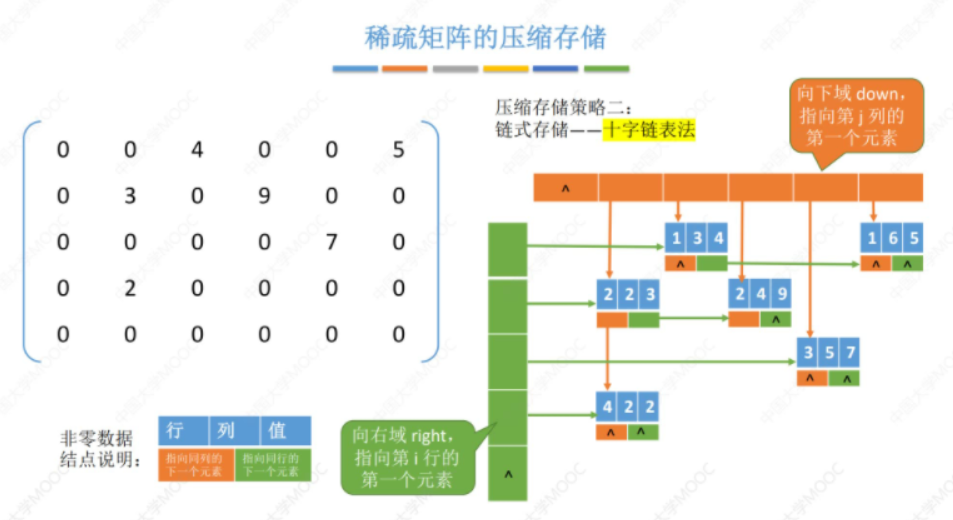 稀疏矩阵的压缩存储
压缩存储策略二：
链式存储——十字链表法
向下域 down，
指向第 j 列的
第一个元素
0 0 4 0 0 5
0 3 0 9 0 0
0 0 0 0 7 0
0 2 0 0 0 0
0 0 0 0 0 0
^
1 3 4
^
1 6 5
^ ^
2 2 3
2 4 9
^
3 5 7
^ ^
4 2 2
^ ^
^
向右域 right，
指向第 i 行的
第一个元素
非零数据
结点说明：
行 列 值
指向同列的
下一个元素
指向同行的
下一个元素
中国大学MOOC